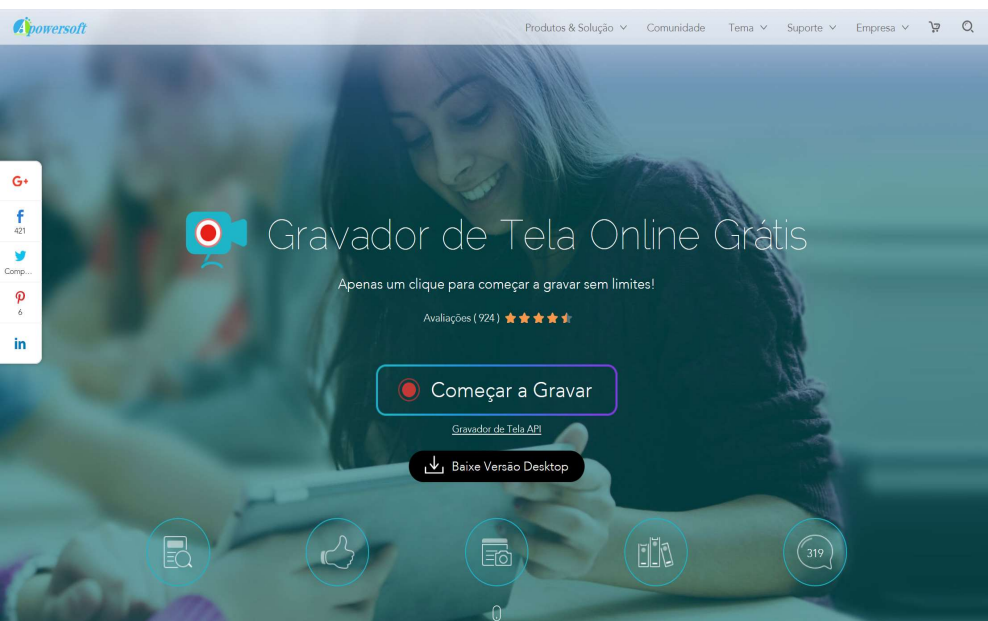 Apowersoft
Produtos & Solução
Comunidade
Tema
Suporte
Empresa
G+
f
421
Comp...
6
in
Gravador de Tela Online Grátis
Apenas um clique para começar a gravar sem limites!
Avaliações ( 924 )
Começar a Gravar
Gravador de Tela API
Baixe Versão Desktop
319